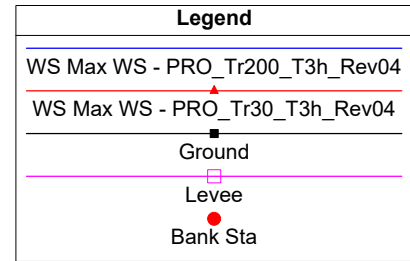 Legend
WS Max WS - PRO_Tr200_T3h_Rev04
WS Max WS - PRO_Tr30_T3h_Rev04
Ground
Levee
Bank Sta